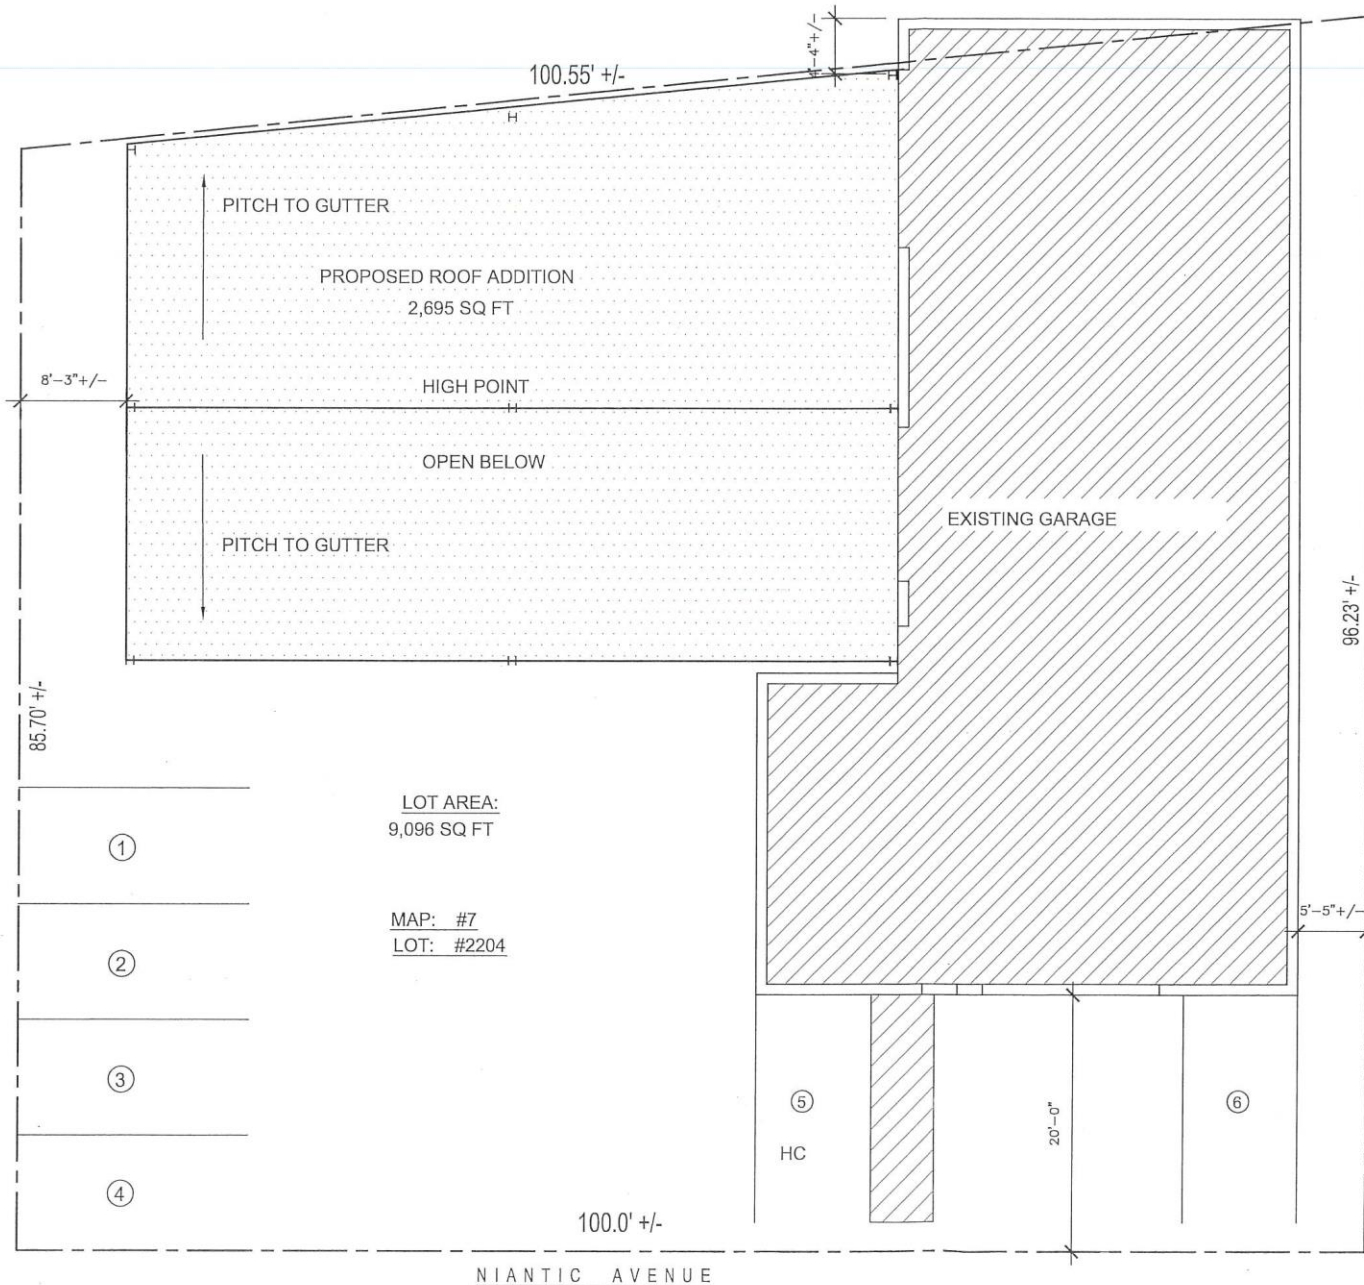 4'-4"+/-
100.55' +/-
PITCH TO GUTTER
PROPOSED ROOF ADDITION
2,695 SQ FT
8'-3"+/-
HIGH POINT
OPEN BELOW
EXISTING GARAGE
PITCH TO GUTTER
96.23' +/-
85.70' +/-
LOT AREA:
9,096 SQ FT
1
MAP: #7
LOT: #2204
5'-5"+/-
2
3
5
6
20'-0"
HC
4
100.0' +/-
NIANTIC AVENUE